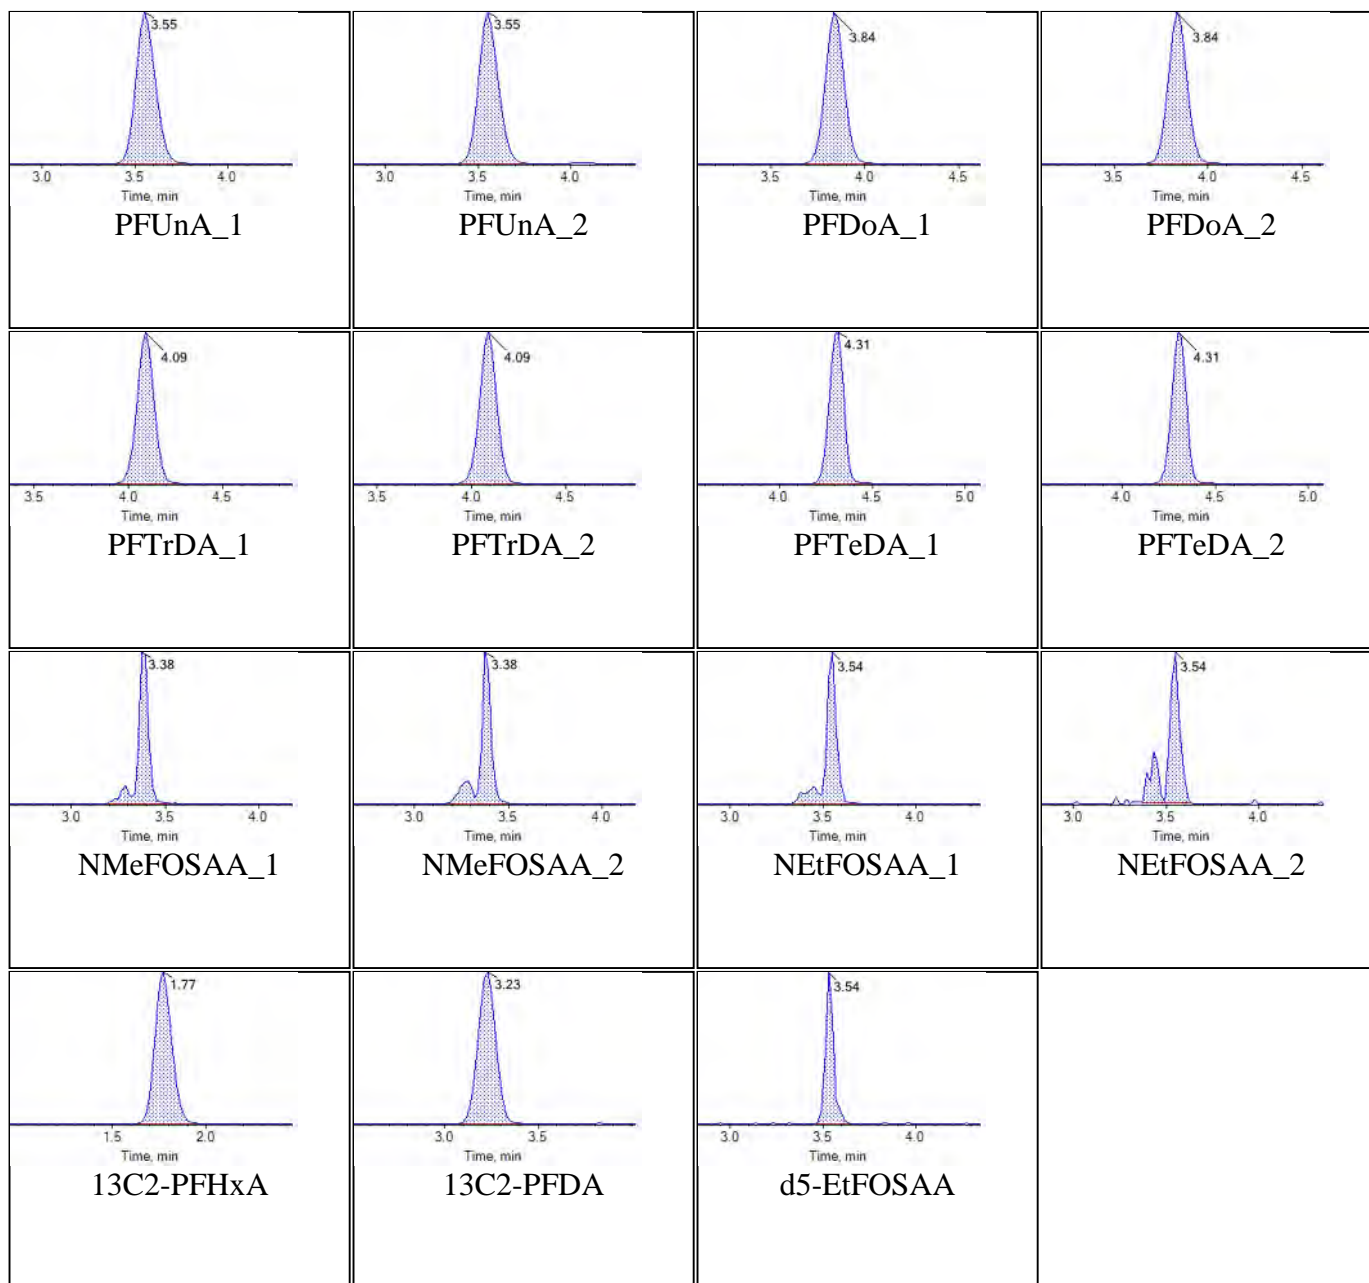 3.55
3.0 3.5 4.0
Time, min
PFUnA_1
3.55
3.0 3.5 4.0
Time, min
PFUnA_2
3.84
3.5 4.0 4.5
Time, min
PFDoA_1
3.84
3.5 4.0 4.5
Time, min
PFDoA_2
4.09
3.5 4.0 4.5
Time, min
PFTrDA_1
4.09
3.5 4.0 4.5
Time, min
PFTrDA_2
4.31
4.0 4.5 5.0
Time, min
PFTeDA_1
4.31
4.0 4.5 5.0
Time, min
PFTeDA_2
3.38
3.0 3.5 4.0
Time, min
NMeFOSAA_1
3.38
3.0 3.5 4.0
Time, min
NMeFOSAA_2
3.54
3.0 3.5 4.0
Time, min
NEtFOSAA_1
3.54
3.0 3.5 4.0
Time, min
NEtFOSAA_2
1.77
1.5 2.0
Time, min
13C2-PFHxA
3.23
3.0 3.5
Time, min
13C2-PFDA
3.54
3.0 3.5 4.0
Time, min
d5-EtFOSAA